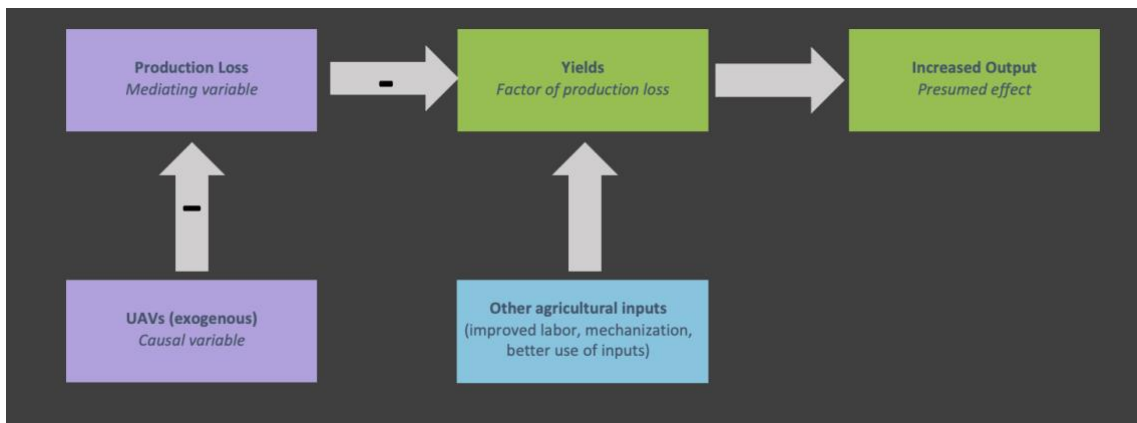 Production Loss
Mediating variable
-
Yields
Factor of production loss
Increased Output
Presumed effect
-
UAVs (exogenous)
Causal variable
Other agricultural inputs
(improved labor, mechanization,
better use of inputs)